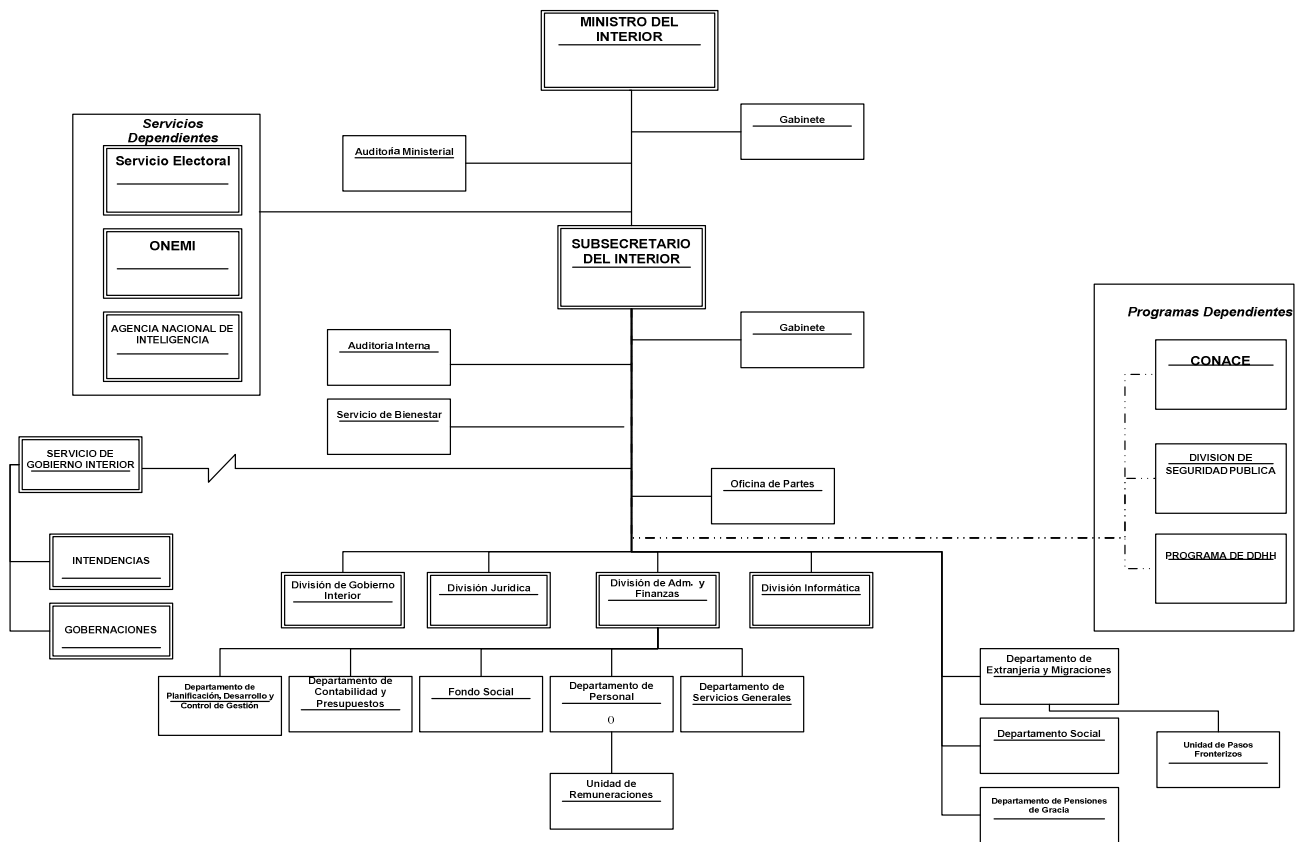 MINISTRO DEL
INTERIOR
Gabinete
Servicios
Dependientes
Servicio Electoral
ONEMI
AGENCIA NACIONAL DE
INTELIGENCIA
Auditoría Ministerial
SUBSECRETARIO
DEL INTERIOR
Gabinete
Auditoria Interna
Servicio de Bienestar
Programas Dependientes
CONACE
DIVISION DE
SEGURIDAD PUBLICA
PROGRAMA DE DDHH
SERVICIO DE
GOBIERNO INTERIOR
INTENDENCIAS
GOBERNACIONES
Oficina de Partes
División de Gobierno
Interior
División Jurídica
División de Adm. y
Finanzas
División Informática
Departamento de
Planificación, Desarrollo y
Control de Gestión
Departamento de
Contabilidad y
Presupuestos
Fondo Social
Departamento de
Personal
0
Departamento de
Servicios Generales
Unidad de
Remuneraciones
Departamento de
Extranjería y Migraciones
Departamento Social
Unidad de Pasos
Fronterizos
Departamento de Pensiones
de Gracia